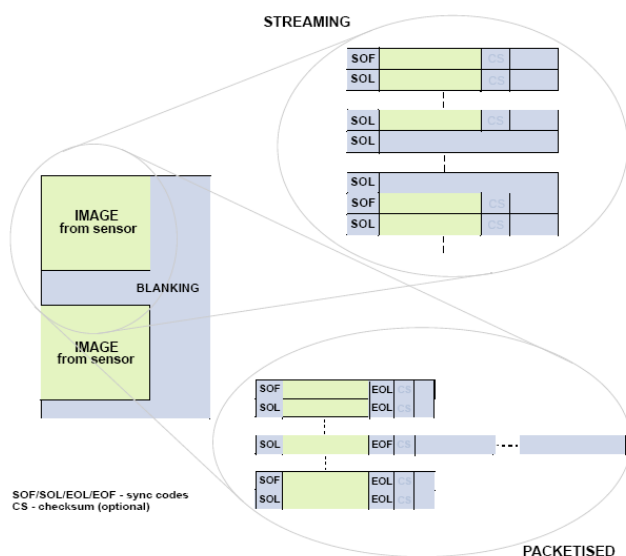 STREAMING
SOF CS
SOL CS
SOL CS
SOL
SOL
SOF CS
SOL CS
IMAGE
from sensor
BLANKING
IMAGE
from sensor
SOF EOL CS
SOL EOL CS
SOL EOF CS
SOF EOL CS
SOL EOL CS
SOF/SOL/EOL/EOF - sync codes
CS - checksum (optional)
PACKETISED